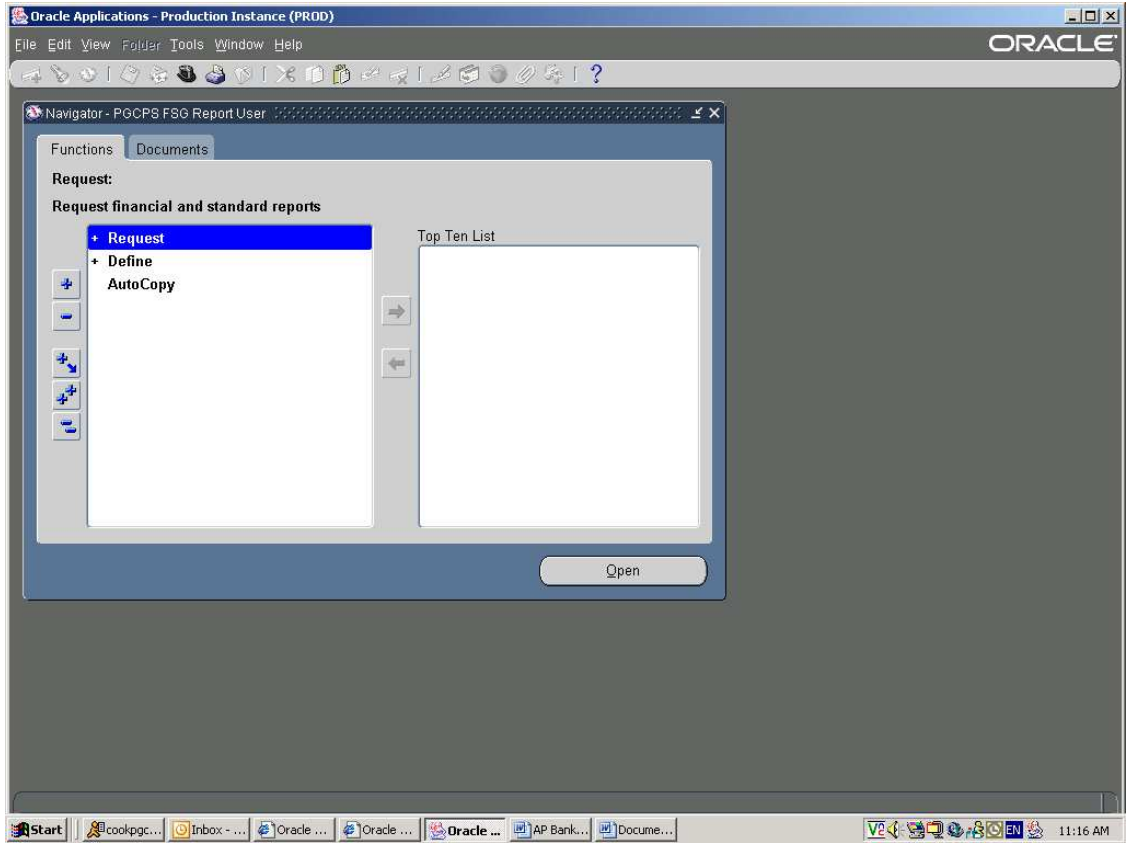 Oracle Applications - Production Instance (PROD)
File Edit View Folder Tools Window Help
ORACLE
Navigator - PGCPS FSG Report User
Functions Documents
Request:
Request financial and standard reports
+ Request
+ Define
AutoCopy
Top Ten List
Open
Start cookpgc... Inbox - ... Oracle ... Oracle ... Oracle ... AP Bank... Docume... EN 11:16 AM